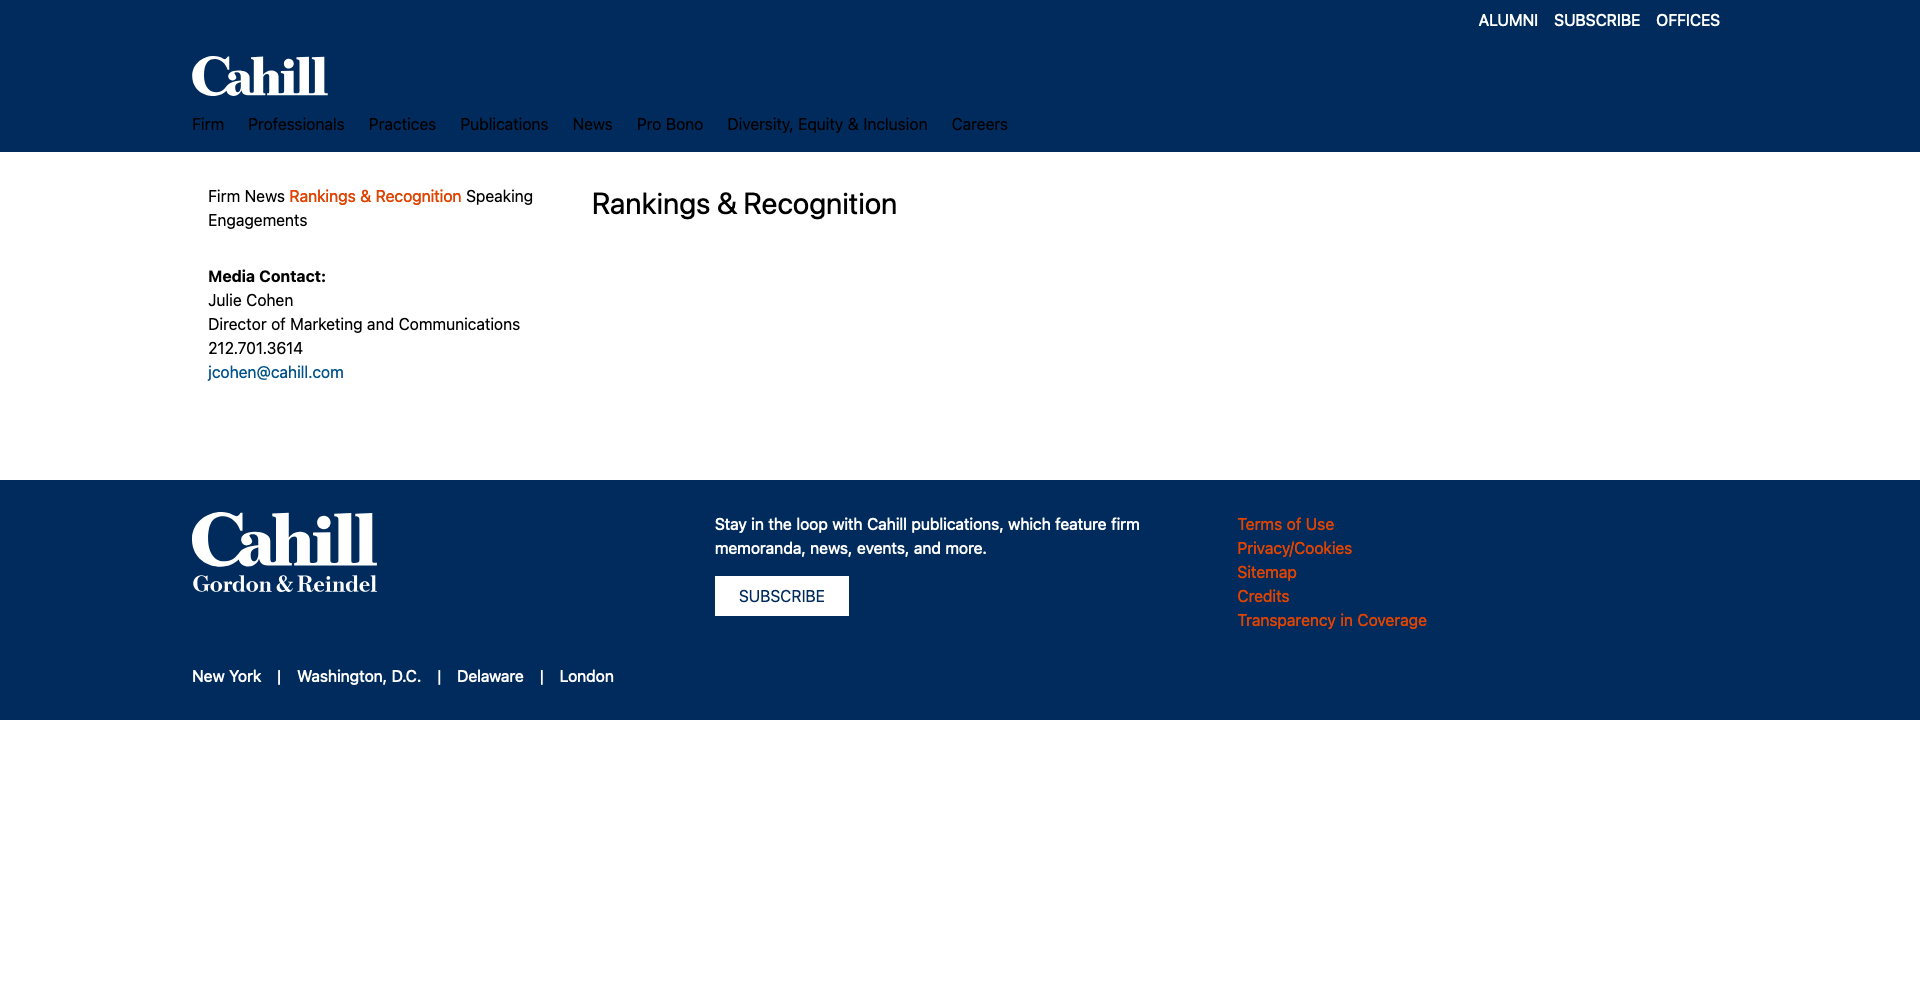 ALUMNI SUBSCRIBE OFFICES
Cahill
Firm Professionals Practices Publications News Pro Bono Diversity, Equity & Inclusion Careers
Firm News Rankings & Recognition Speaking
Engagements
Media Contact:
Julie Cohen
Director of Marketing and Communications
212.701.3614
jcohen@cahill.com
Rankings & Recognition
Cahill
Gordon & Reindel
Stay in the loop with Cahill publications, which feature firm
memoranda, news, events, and more.
SUBSCRIBE
Terms of Use
Privacy/Cookies
Sitemap
Credits
Transparency in Coverage
New York | Washington, D.C. | Delaware | London